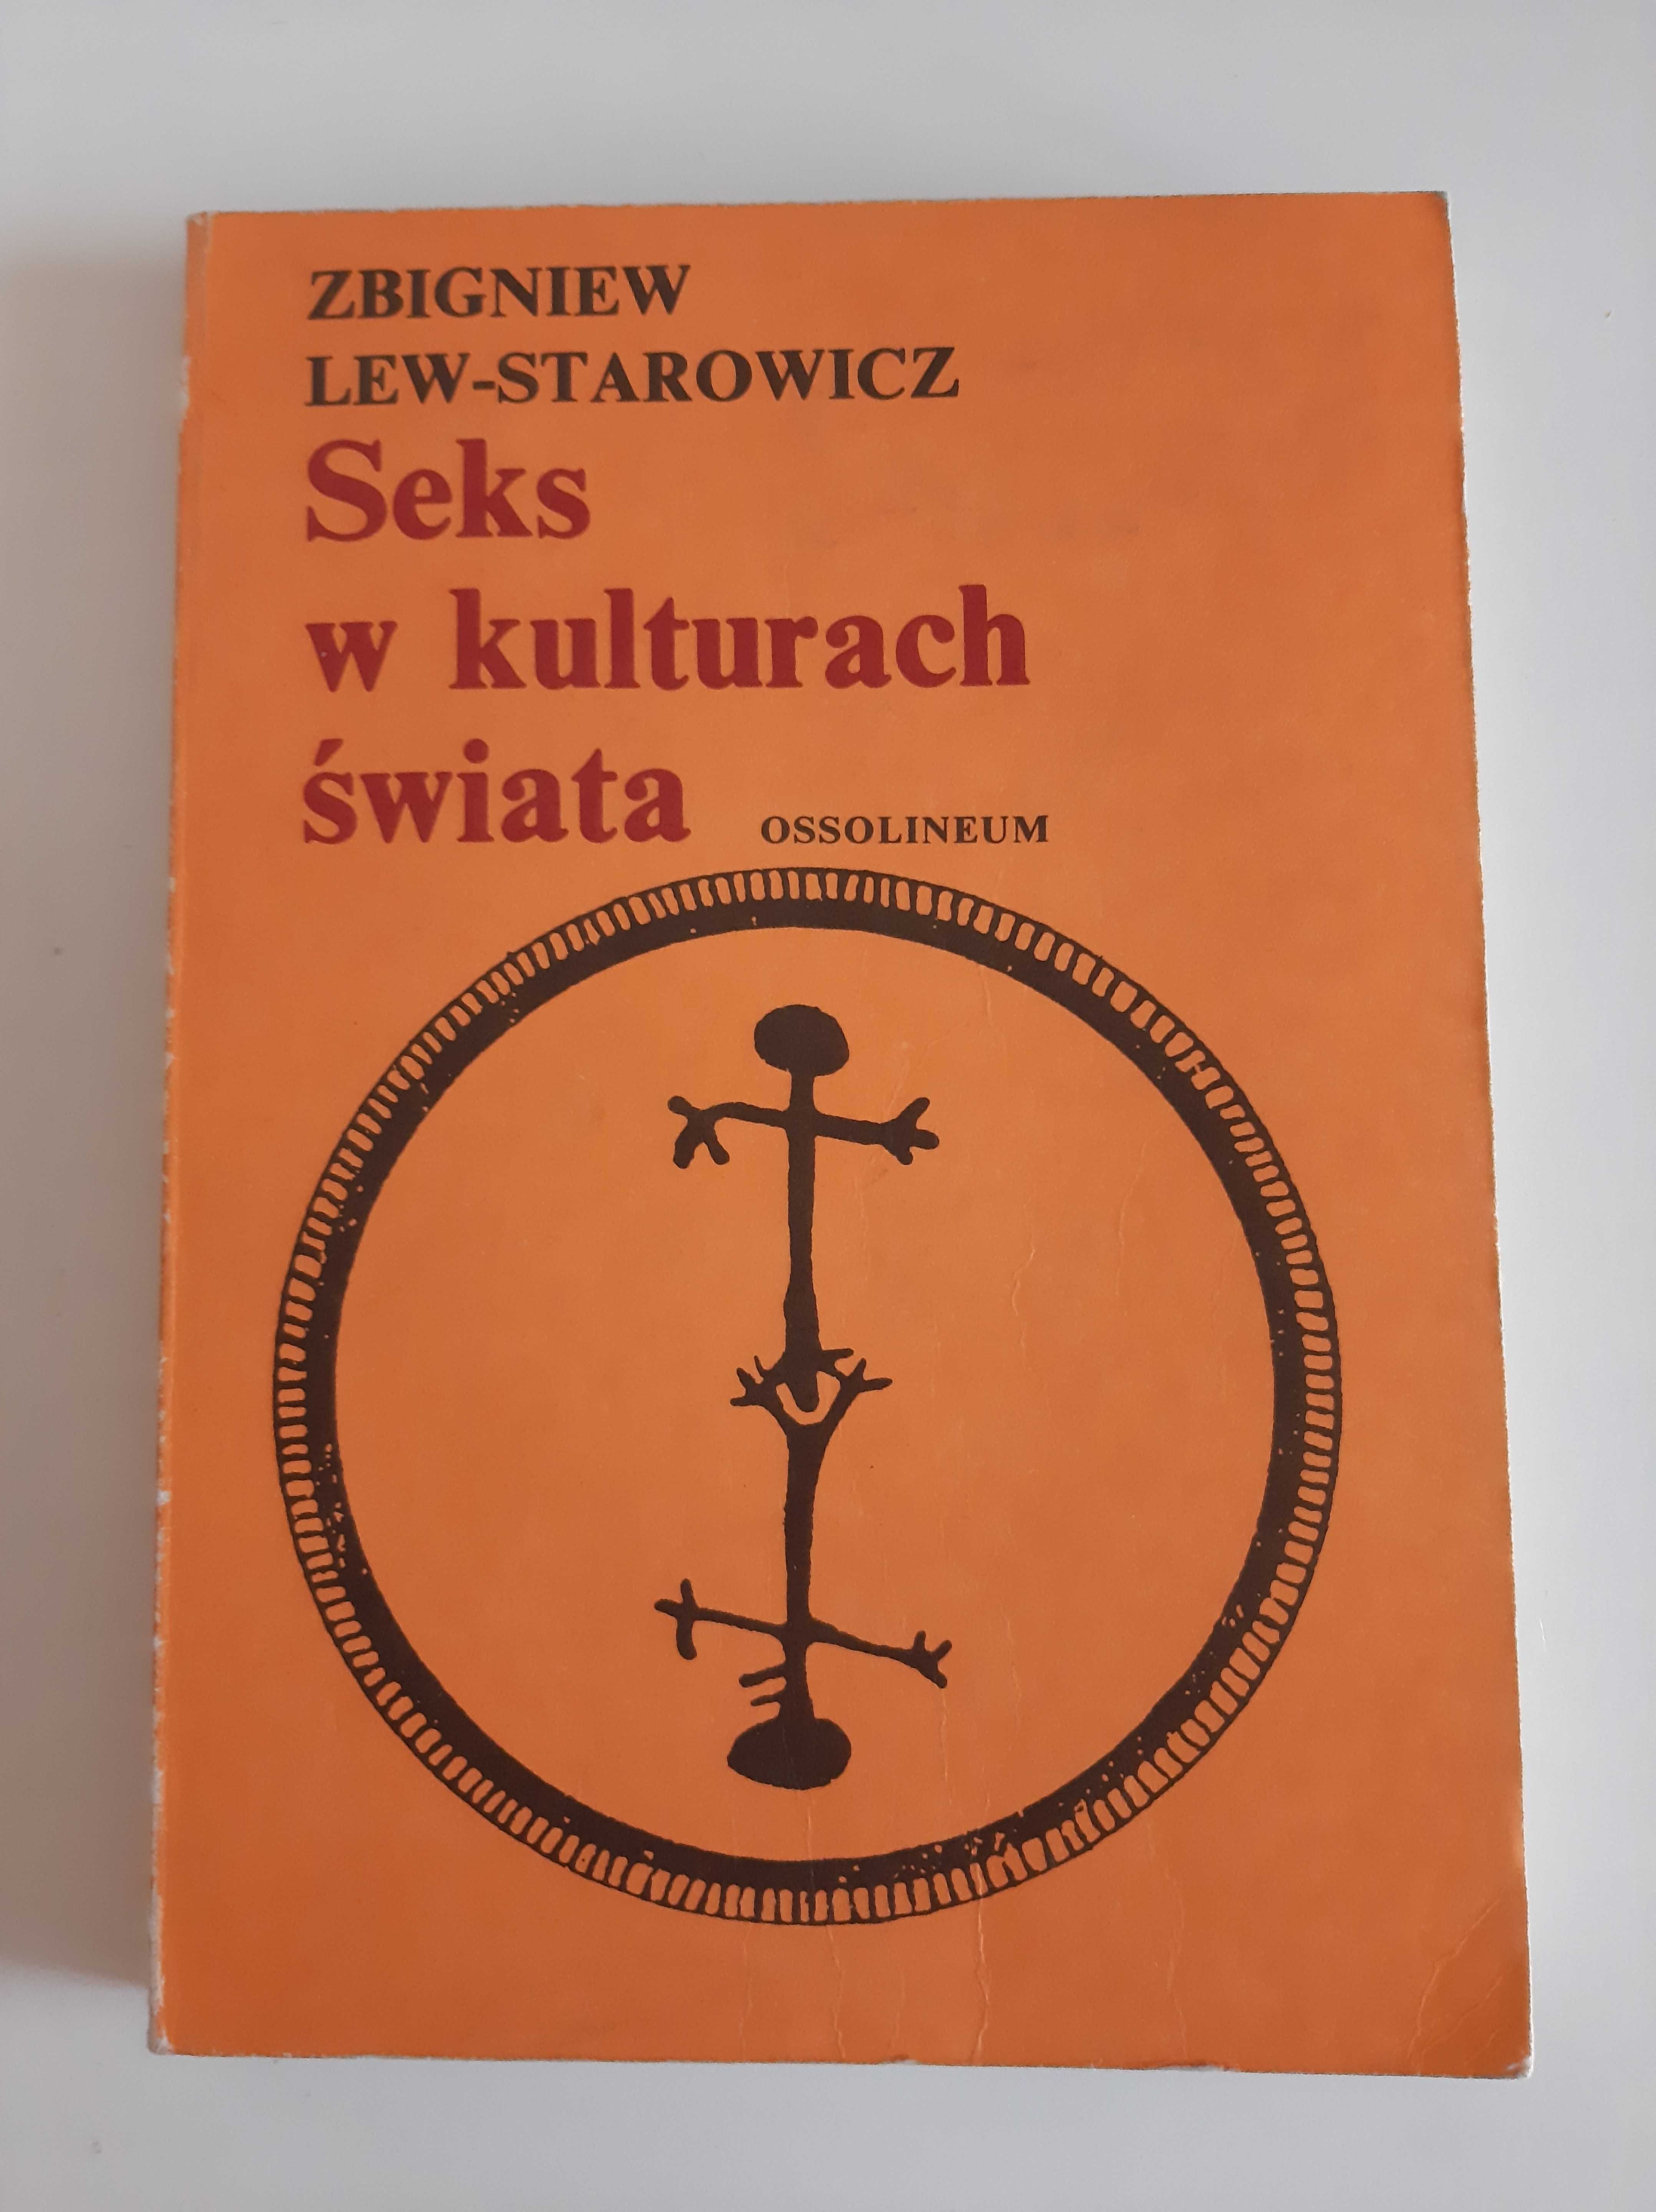 ZBIGNIEW
LEW-STAROWICZ
Seks
w kulturach
świata
OSSOLINEUM